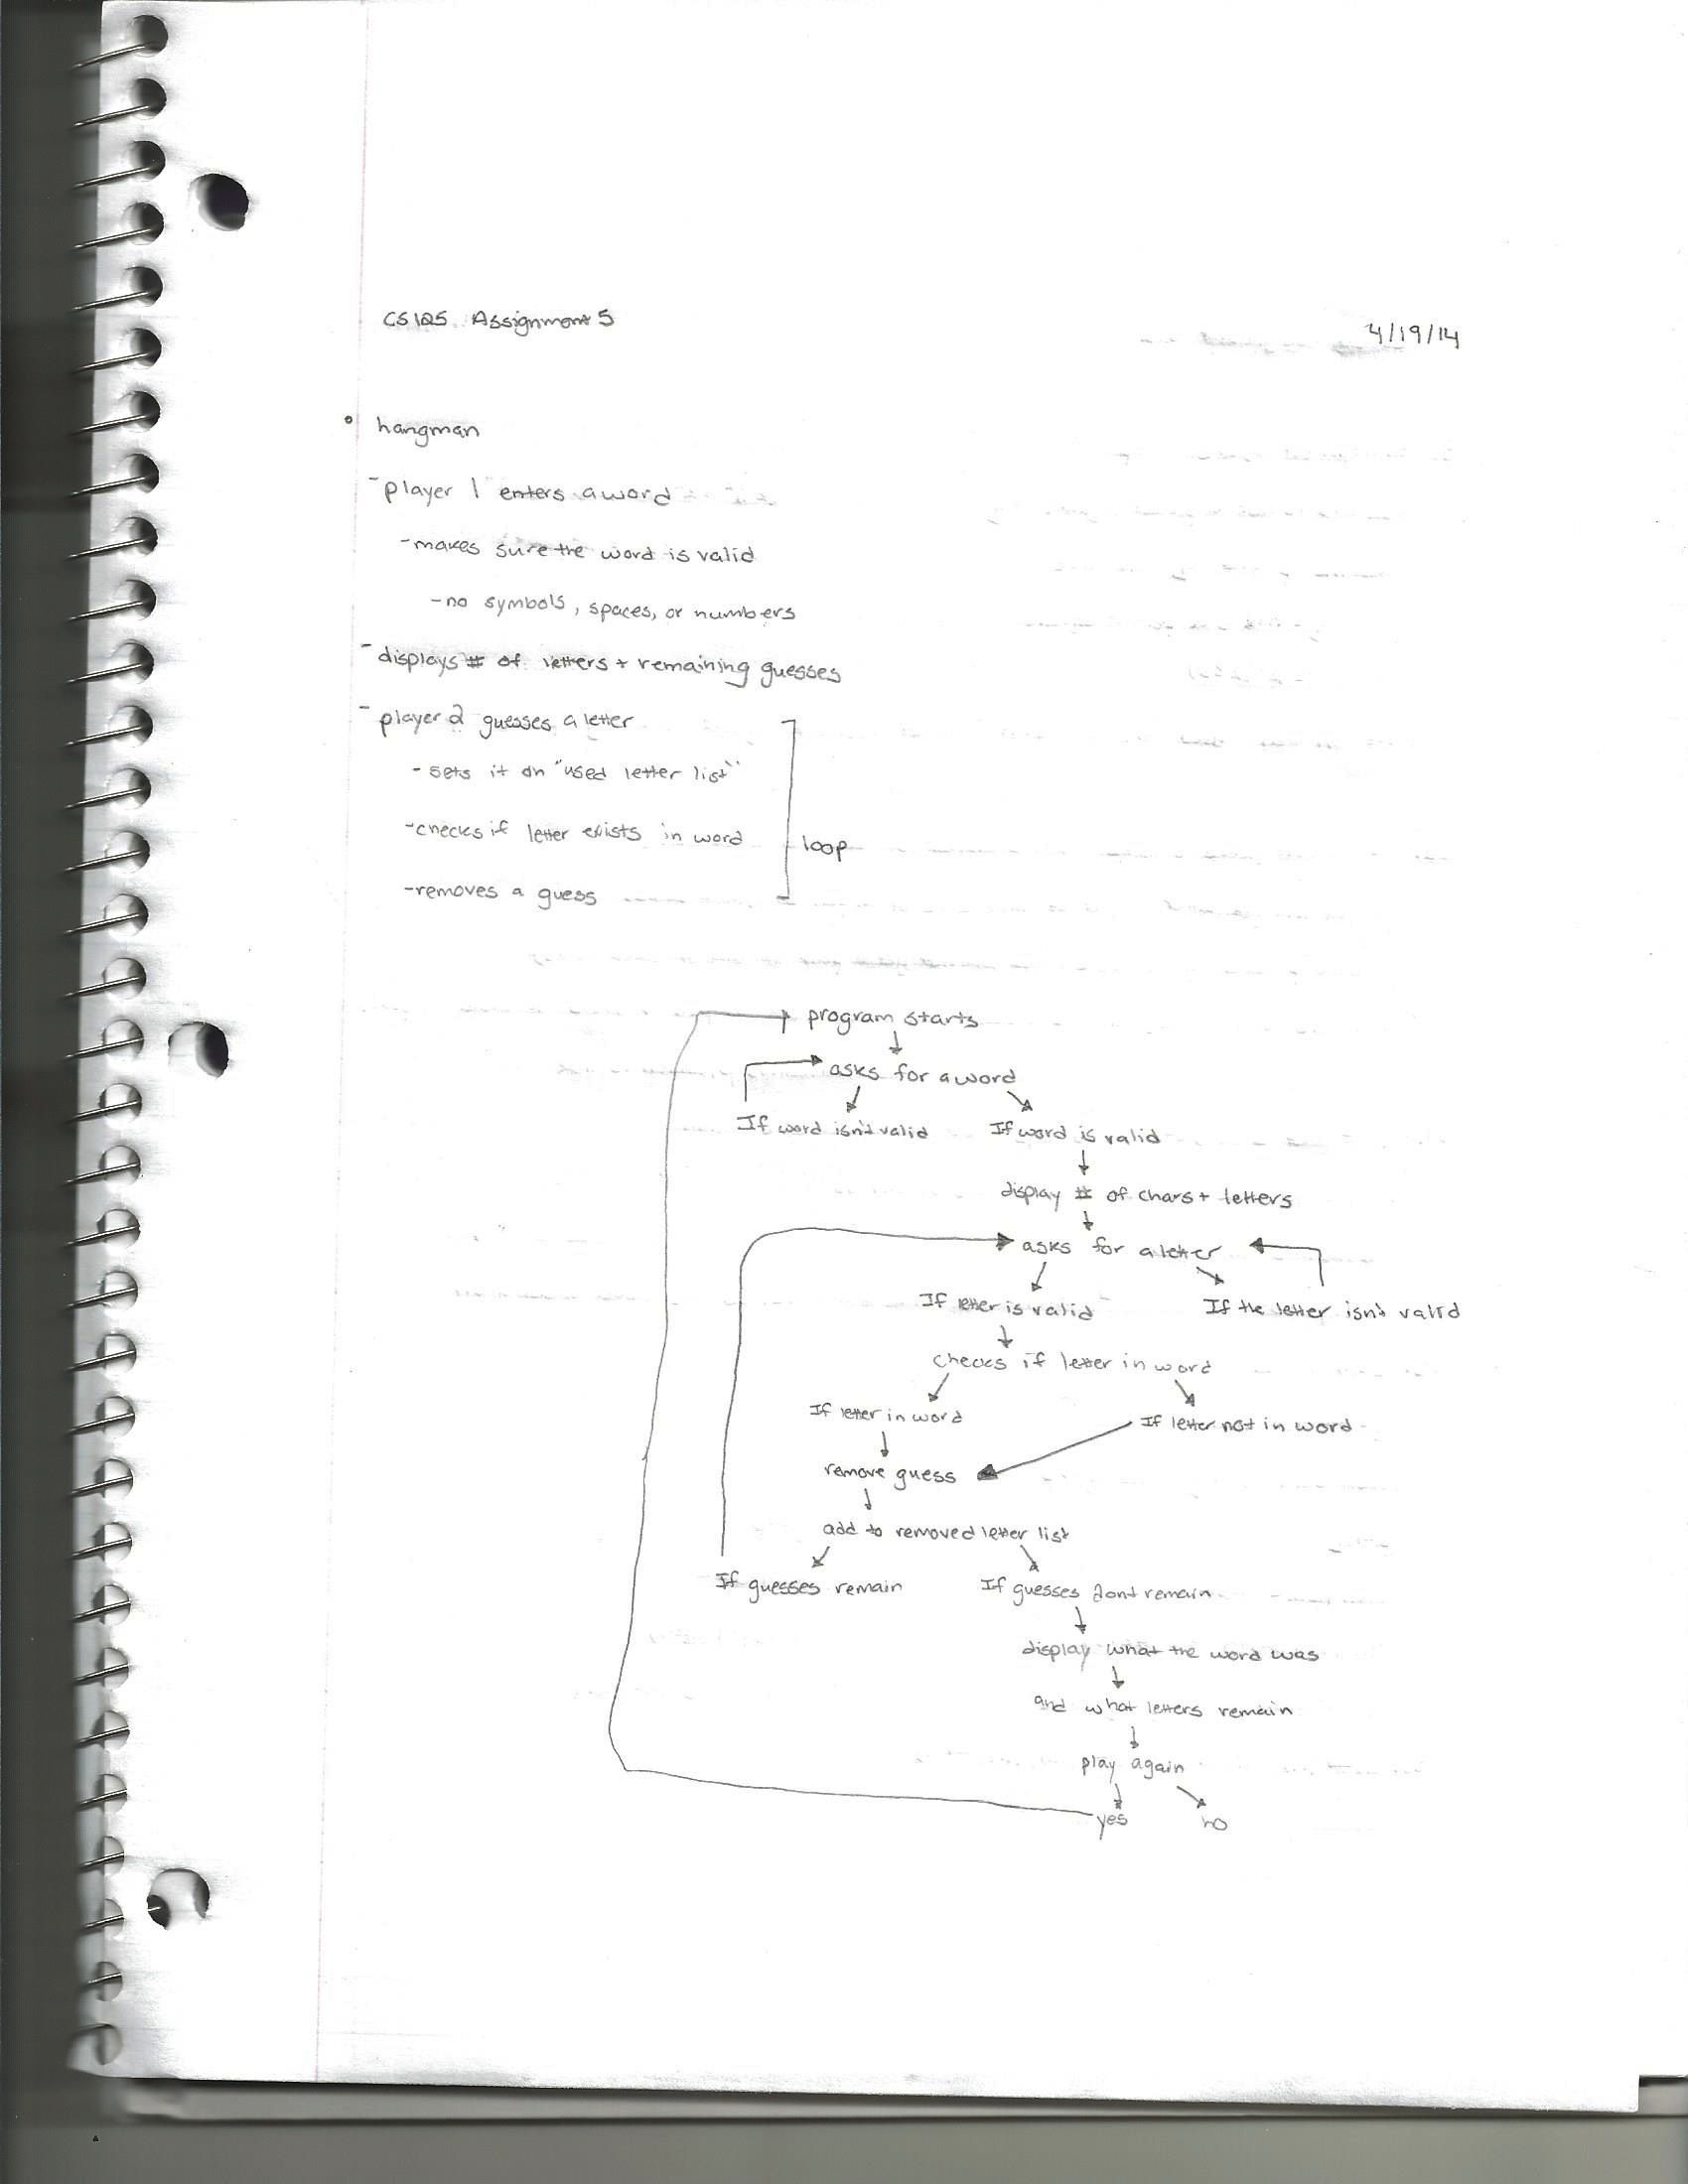 CS125 Assignment 5
4/19/14
° hangman
- player 1 enters a word
- makes sure the word is valid
- no symbols, spaces, or numbers
- displays # of letters + remaining guesses
- player 2 guesses a letter
- sets it on "used letter list"
- checks if letter exists in word
loop
- removes a guess
program starts
asks for a word
If word isn't valid
If word is valid
display # of chars + letters
asks for a letter
If letter is valid
If the letter isn't valid
checks if letter in word
If letter in word
If letter not in word
remove guess
add to removed letter list
If guesses remain
If guesses dont remain
display what the word was
and what letters remain
play again
yes
no